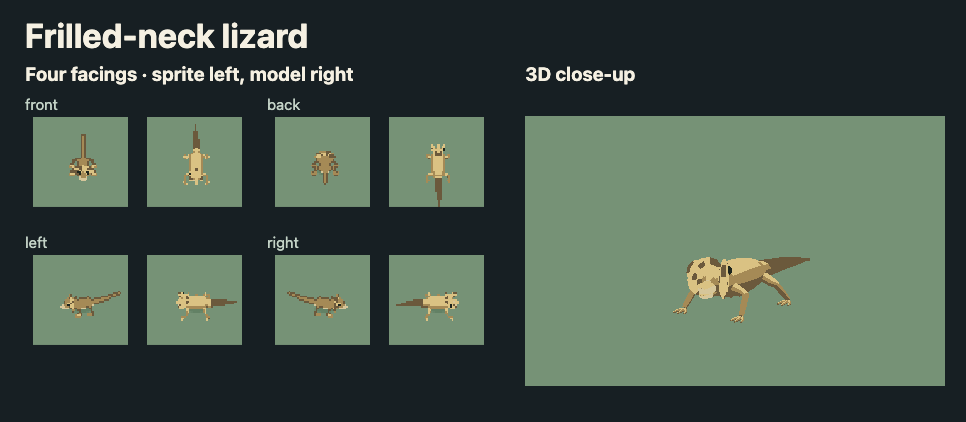 Frilled-neck lizard
Four facings · sprite left, model right
3D close-up
front
back
left
right